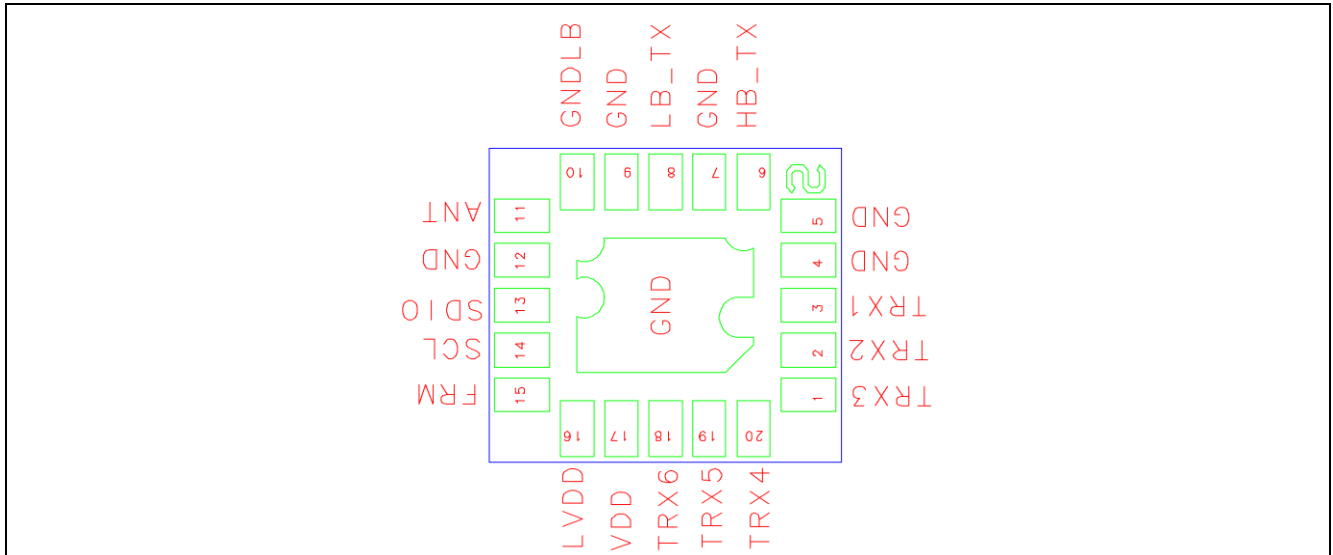 GNDLB
GND
LB_TX
GND
HB_TX
10
9
8
7
6
ANT
11
5
GND
GND
12
4
GND
SDIO
13
GND
3
TRX1
SCL
14
2
TRX2
FRM
15
1
TRX3
16
17
18
19
20
LVDD
VDD
TRX6
TRX5
TRX4